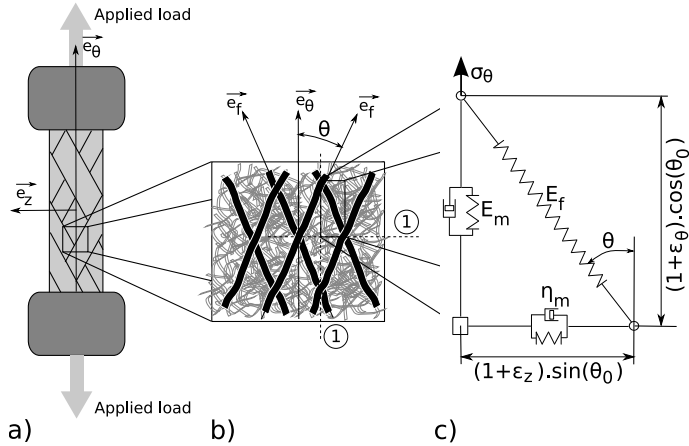 Applied load
e_θ
e_z
Applied load
a)
e_f
e_θ
θ
e_f
1
1
b)
σ_θ
E_m
E_f
θ
η_m
(1+ε_θ).cos(θ_0)
(1+ε_z).sin(θ_0)
c)